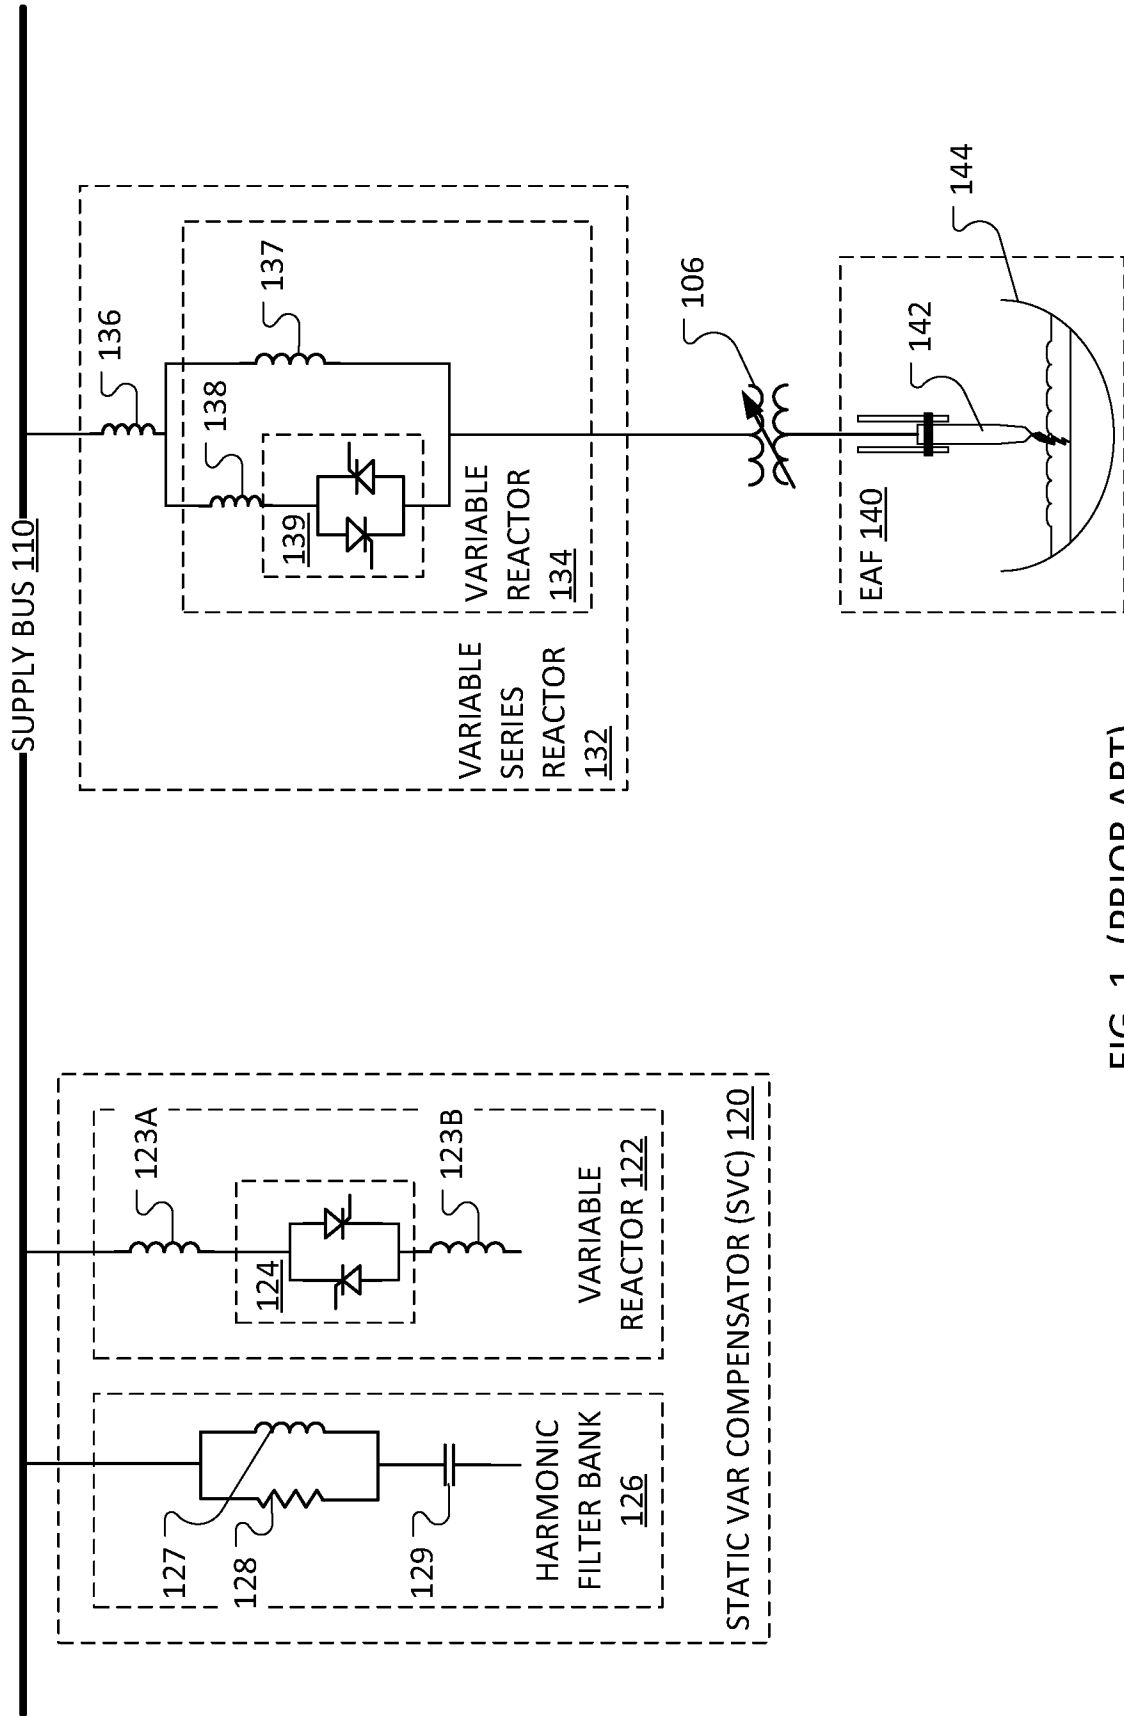 SUPPLY BUS 110
136
137
138
139
VARIABLE
REACTOR
134
VARIABLE
SERIES
REACTOR
132
106
EAF 140
142
144
123A
124
123B
VARIABLE
REACTOR 122
127
128
129
HARMONIC
FILTER BANK
126
STATIC VAR COMPENSATOR (SVC) 120
FIG. 1 (PRIOR ART)